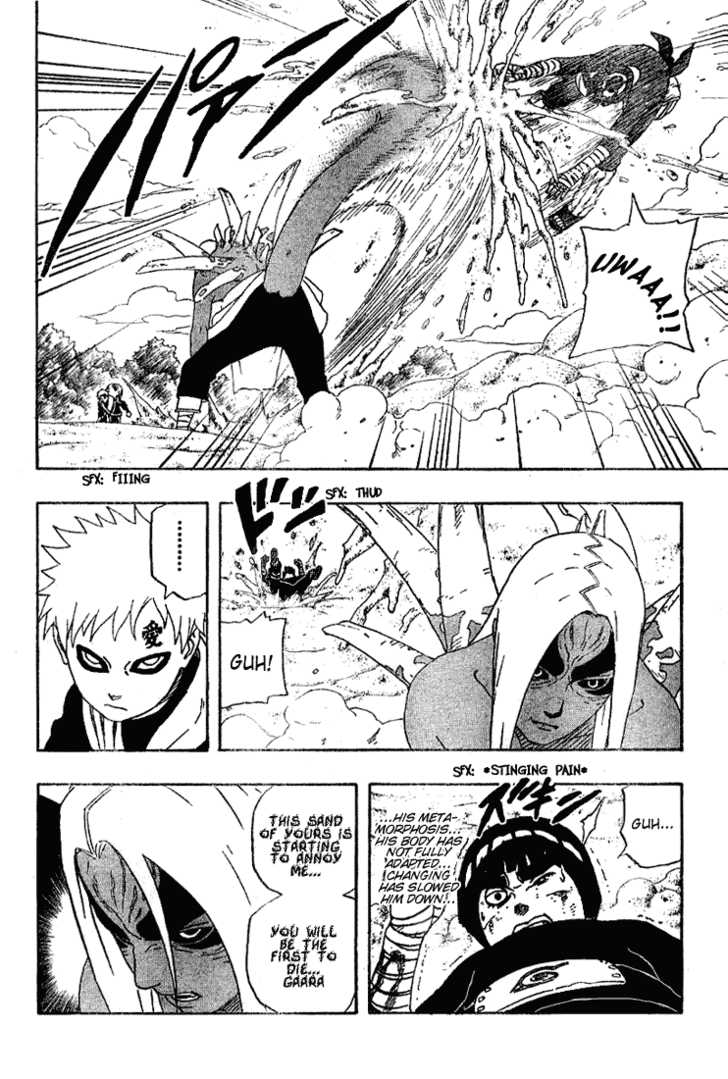 パァン
UWAAA!!
SFX: FIIING
SFX: THUD
ドッ
........
愛
GUH!
SFX: *STINGING PAIN*
ズキン
THIS SAND
OF YOURS IS
STARTING
TO ANNOY
ME...
YOU WILL
BE THE
FIRST TO
DIE...
GAARA
...HIS META-
MORPHOSIS...
HIS BODY HAS
NOT FULLY
ADAPTED...
!CHANGING
HAS SLOWED
HIM DOWN!..
GUH...